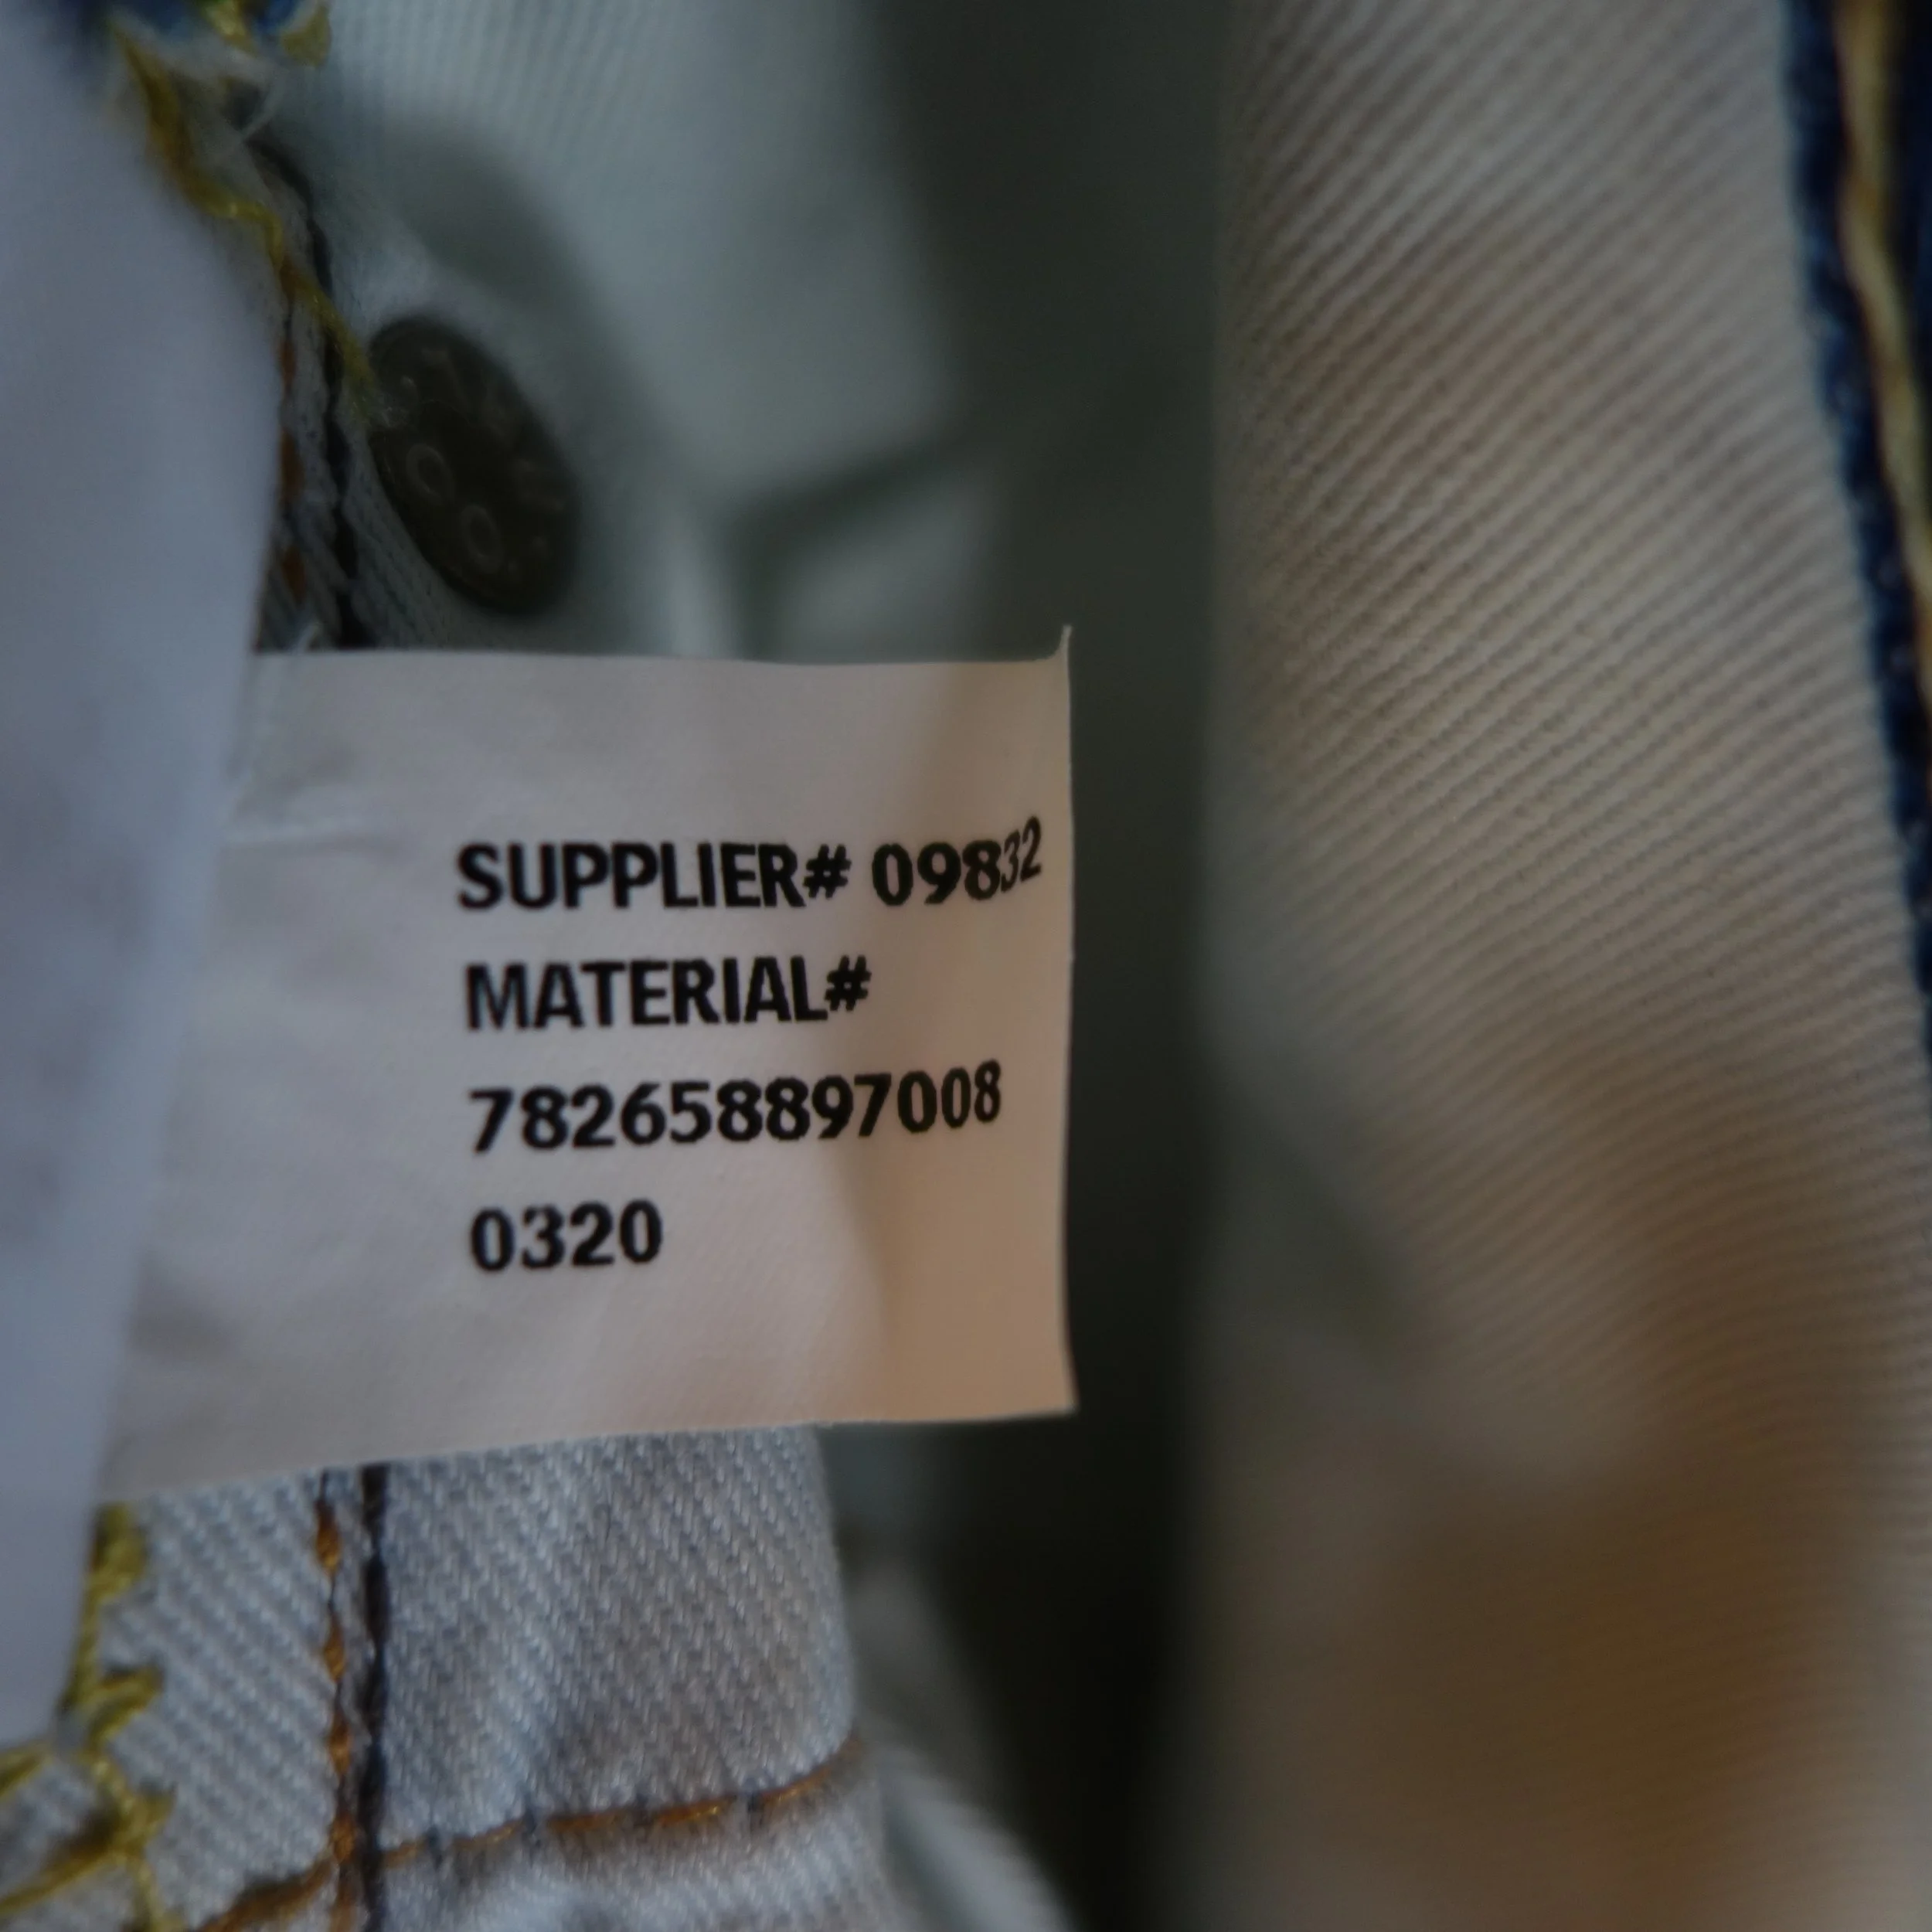 SUPPLIER# 09832
MATERIAL#
782658897008
0320